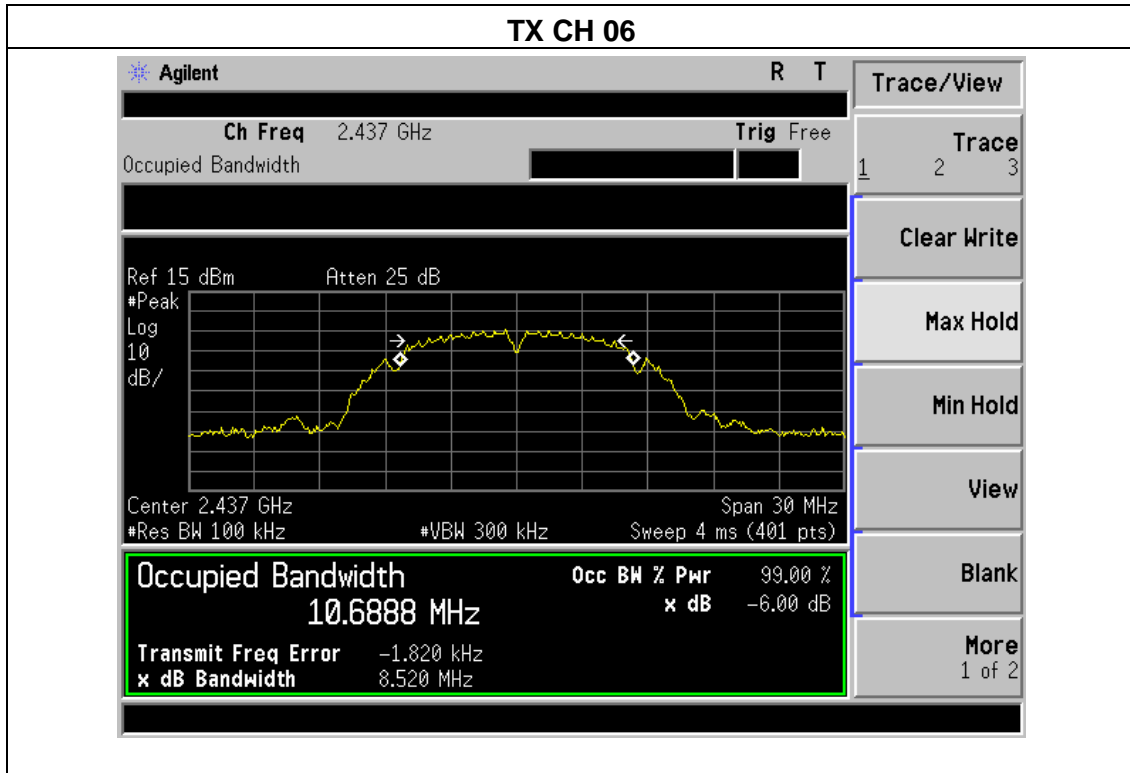 TX CH 06
Agilent R T
Trace/View
Ch Freq 2.437 GHz Trig Free
Occupied Bandwidth
Trace
1 2 3
Clear Write
Ref 15 dBm Atten 25 dB
#Peak
Log
10
dB/
Max Hold
Min Hold
View
Center 2.437 GHz Span 30 MHz
#Res BW 100 kHz #VBW 300 kHz Sweep 4 ms (401 pts)
Occupied Bandwidth Occ BW % Pwr 99.00 %
10.6888 MHz x dB -6.00 dB
Blank
Transmit Freq Error -1.820 kHz
x dB Bandwidth 8.520 MHz
More
1 of 2